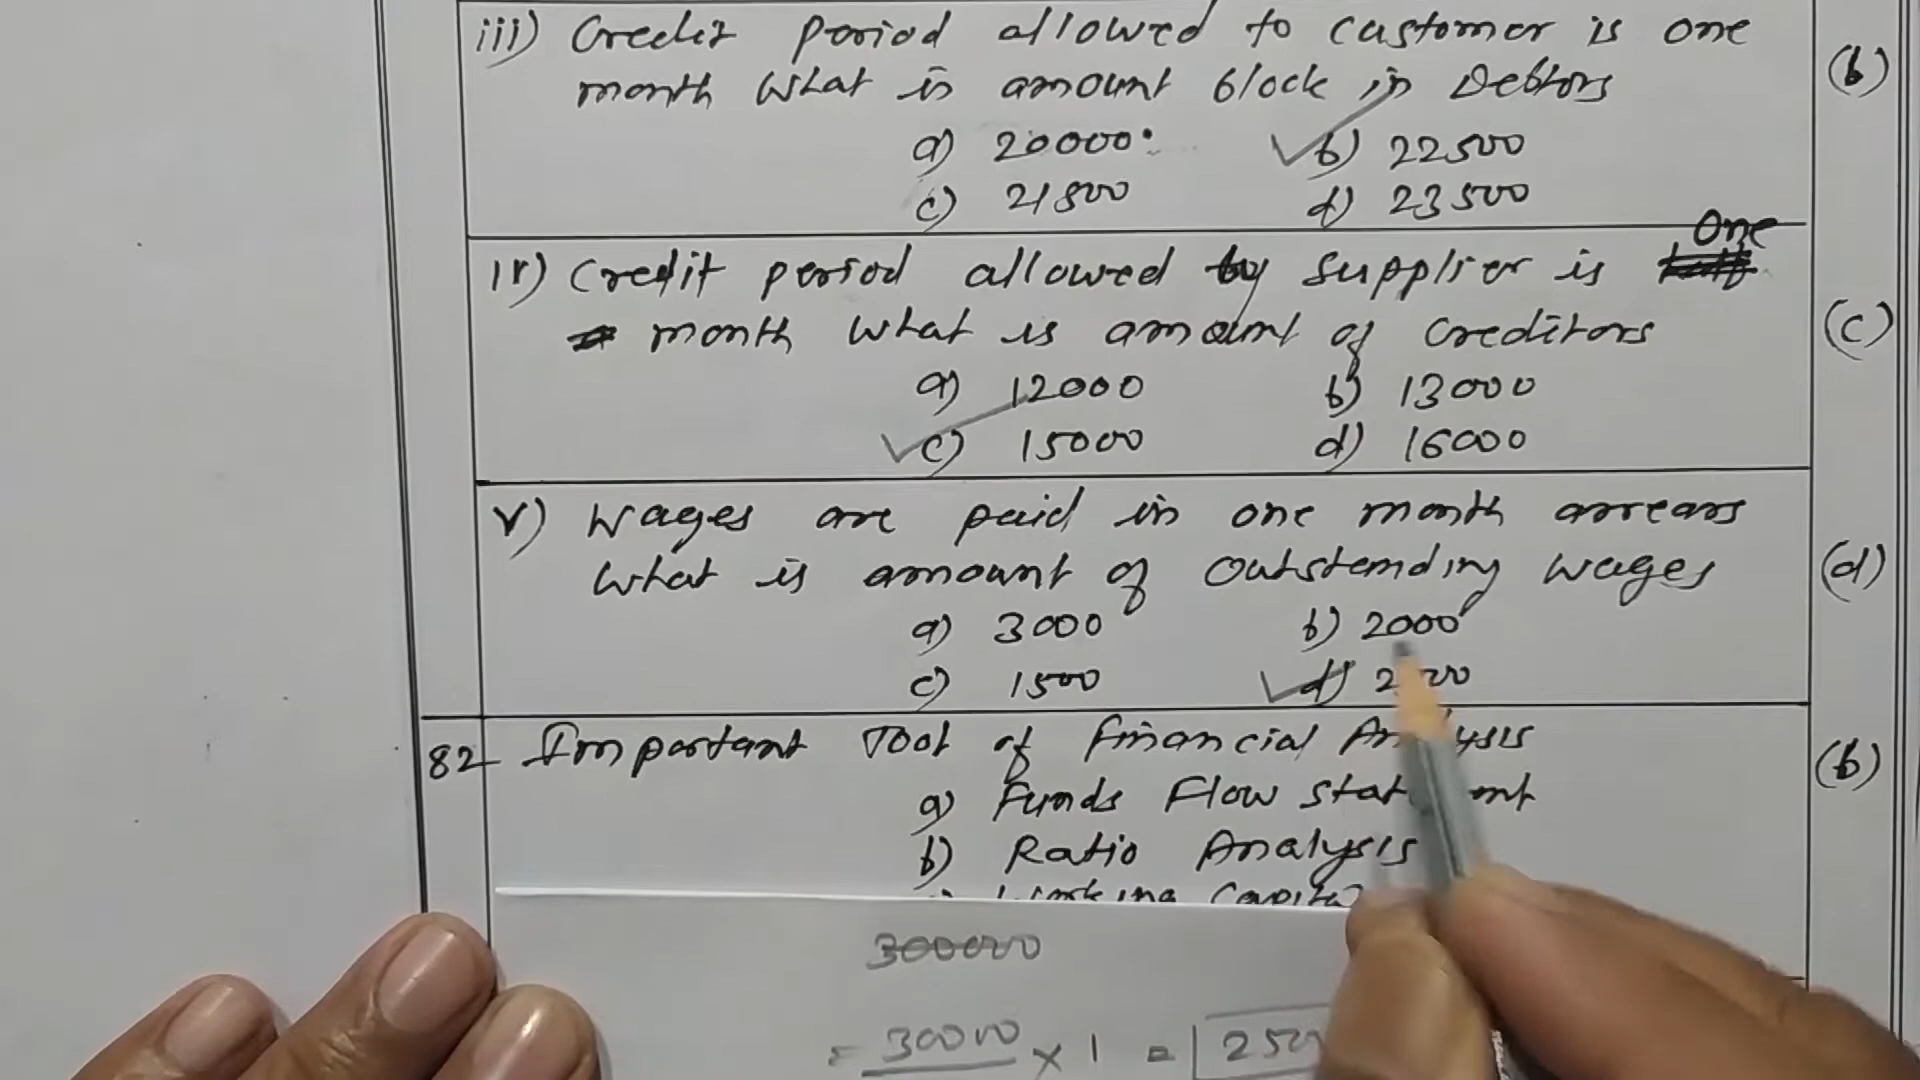 iii) Credit period allowed to customer is one
month what is amount block in Debtors (b)
a) 20000 b) 22500
c) 21500 d) 23500
iv) Credit period allowed by supplier is One
month what is amount of creditors (c)
a) 12000 b) 13000
c) 15000 d) 16000
v) Wages are paid in one month arrears
what is amount of outstanding wages (d)
a) 3000 b) 2000
c) 1500 d)
82 Important Tool of Financial (b)
a) Funds Flow
b) Ratio Analysis
Working
300000
= 30000 × 1 =